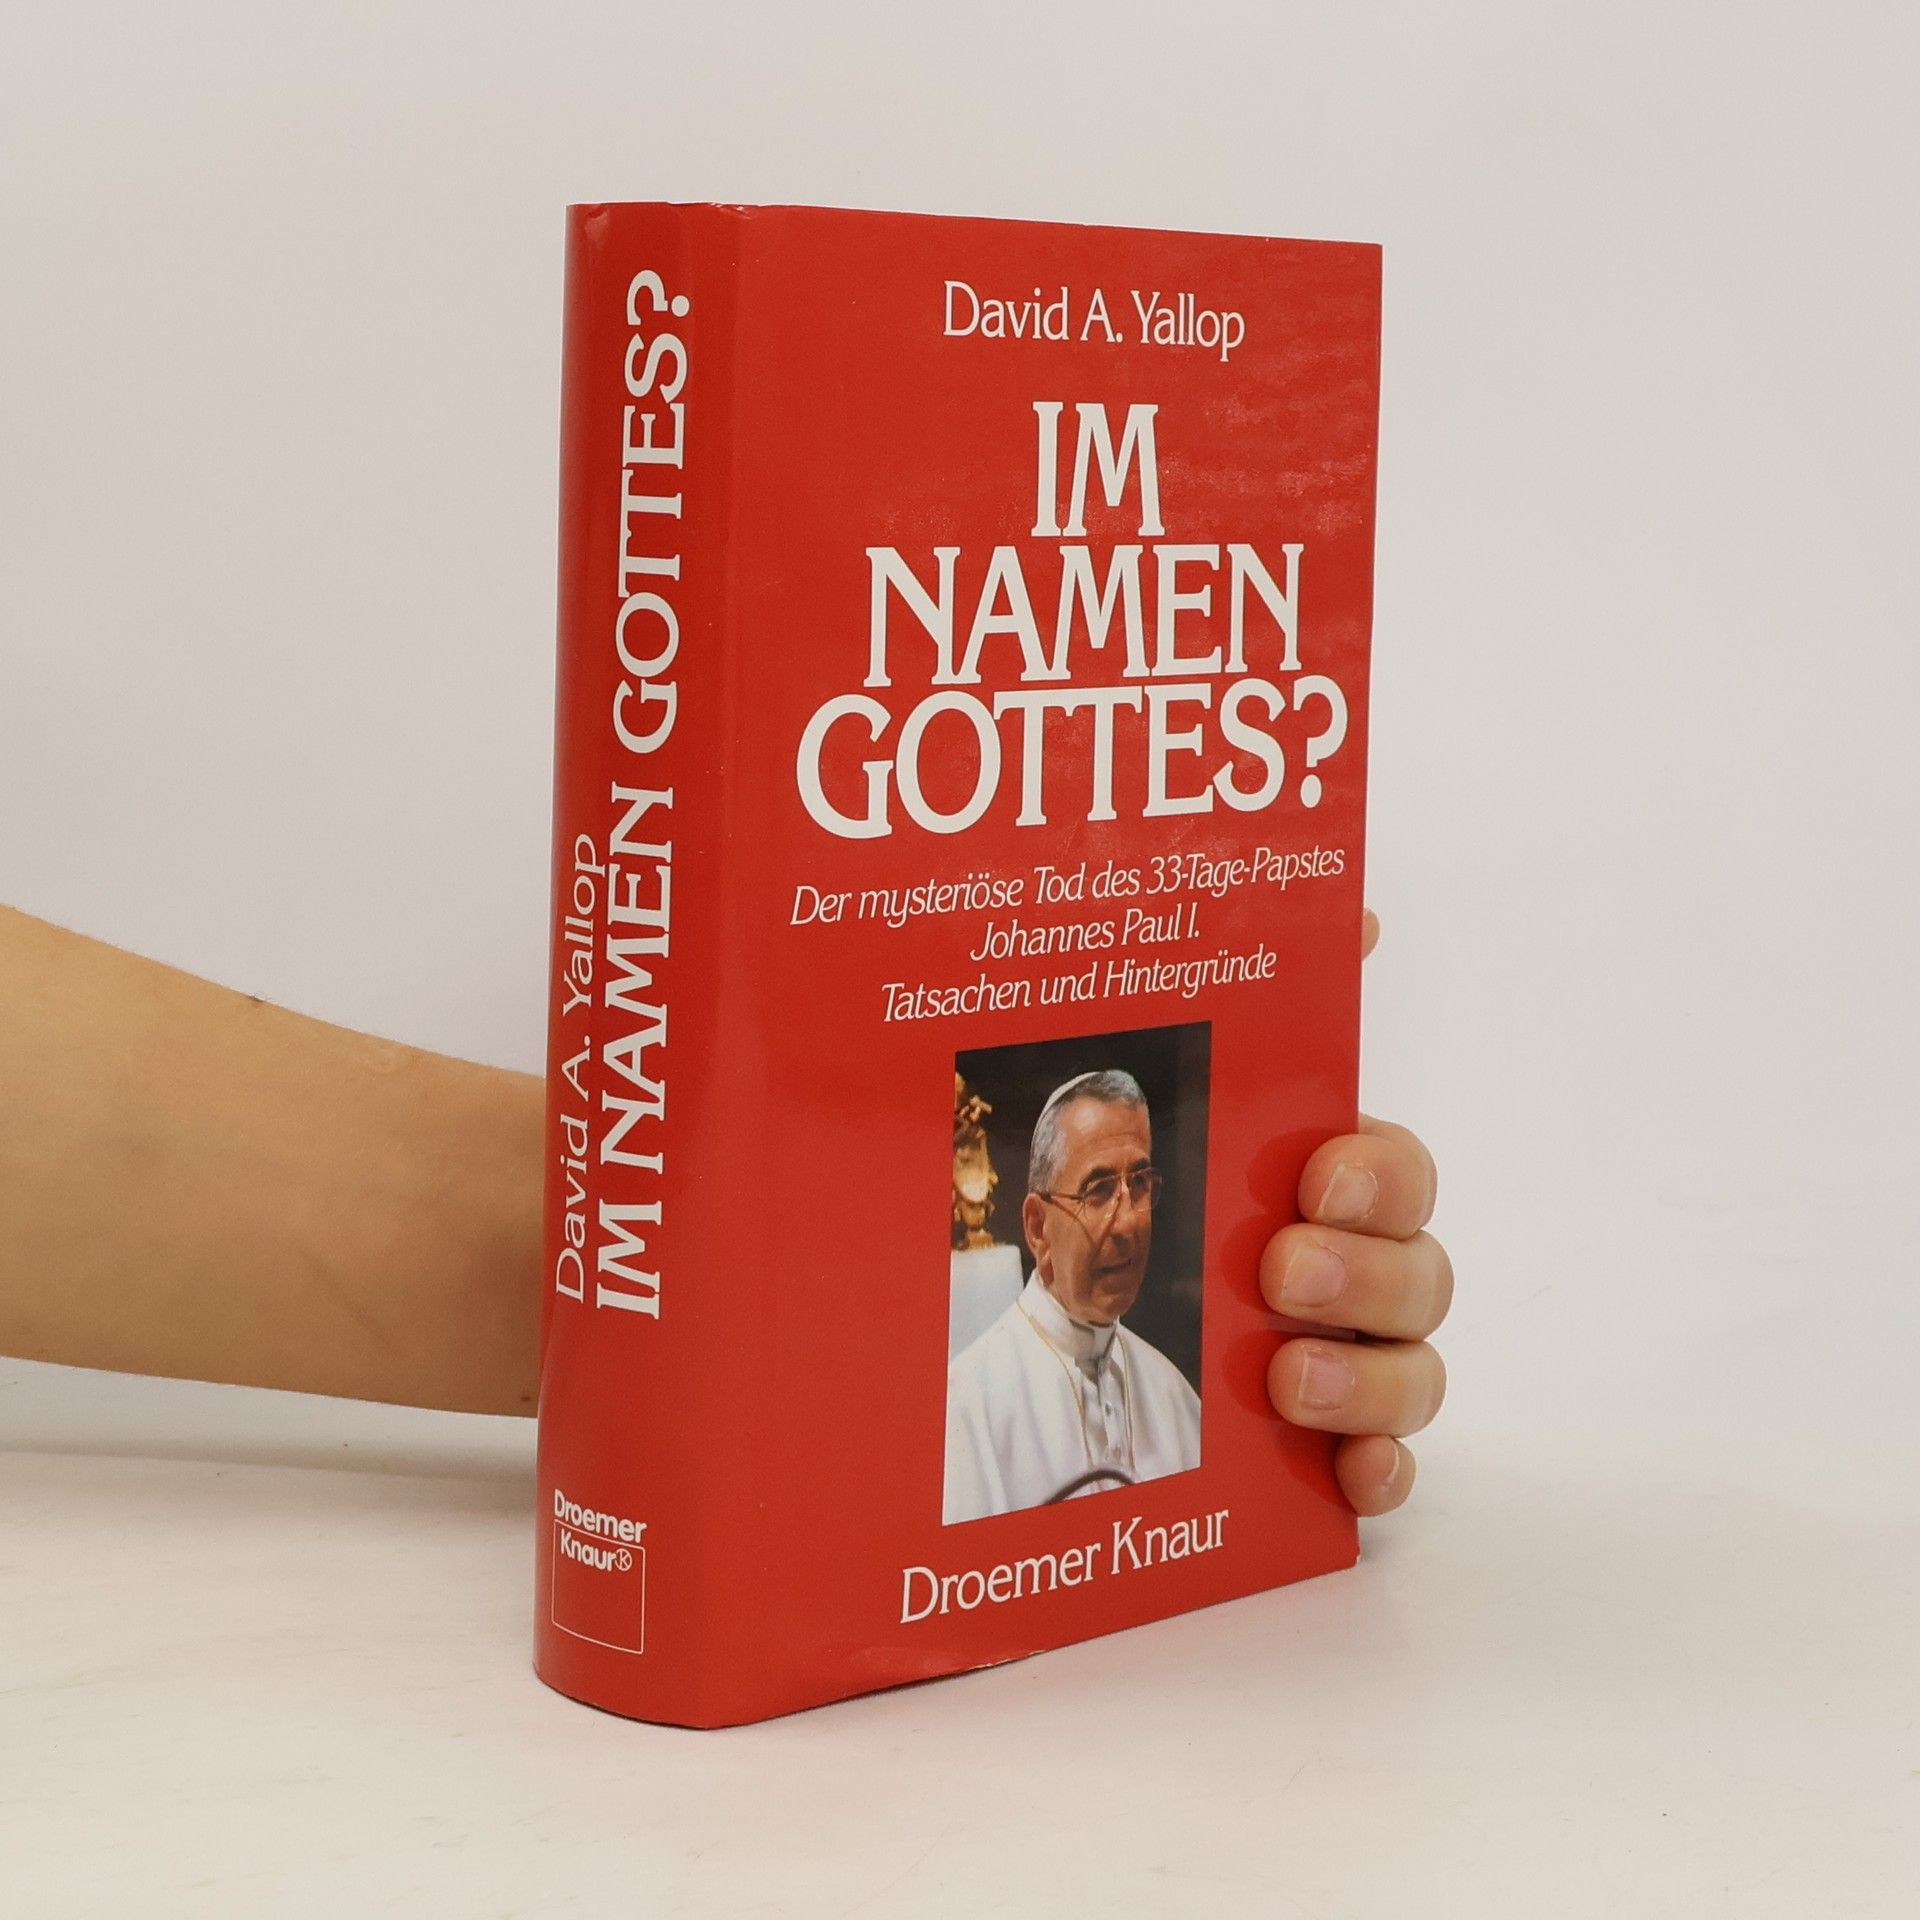 David A. Yallop
IM NAMEN GOTTES?
Droemer
Knaur
David A. Yallop
IM
NAMEN
GOTTES?
Der mysteriöse Tod des 33-Tage-Papstes
Johannes Paul I.
Tatsachen und Hintergründe
Droemer Knaur